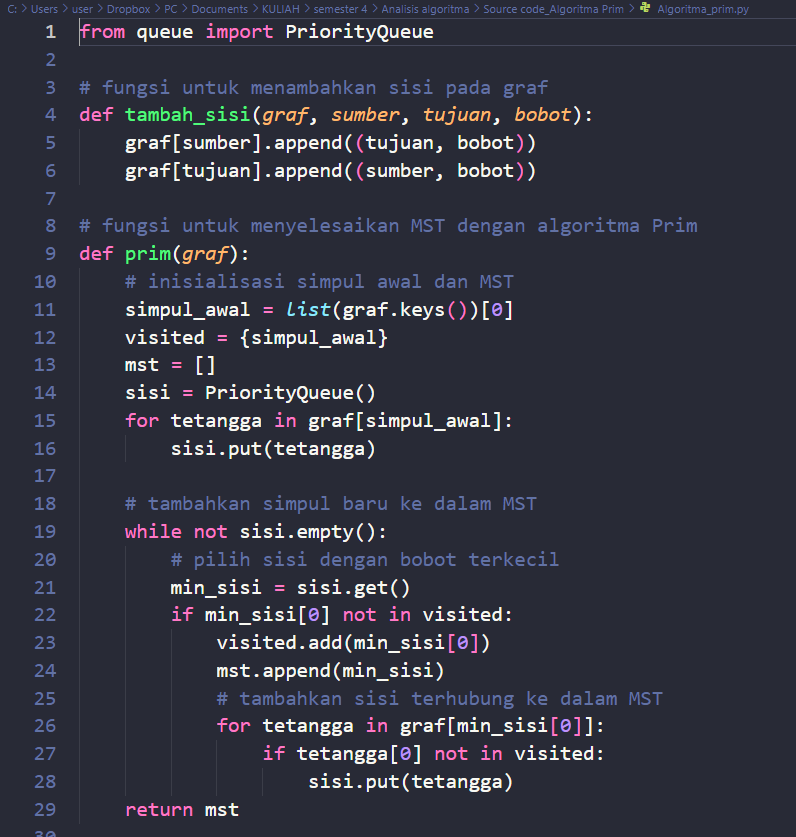 C: > Users > user > Dropbox > PC > Documents > KULIAH > semester 4 > Analisis algoritma > Source code_Algoritma Prim > Algoritma_prim.py
1 from queue import PriorityQueue
2
3 # fungsi untuk menambahkan sisi pada graf
4 def tambah_sisi(graf, sumber, tujuan, bobot):
5     graf[sumber].append((tujuan, bobot))
6     graf[tujuan].append((sumber, bobot))
7
8 # fungsi untuk menyelesaikan MST dengan algoritma Prim
9 def prim(graf):
10     # inisialisasi simpul awal dan MST
11     simpul_awal = list(graf.keys())[0]
12     visited = {simpul_awal}
13     mst = []
14     sisi = PriorityQueue()
15     for tetangga in graf[simpul_awal]:
16         sisi.put(tetangga)
17
18     # tambahkan simpul baru ke dalam MST
19     while not sisi.empty():
20         # pilih sisi dengan bobot terkecil
21         min_sisi = sisi.get()
22         if min_sisi[0] not in visited:
23             visited.add(min_sisi[0])
24             mst.append(min_sisi)
25             # tambahkan sisi terhubung ke dalam MST
26             for tetangga in graf[min_sisi[0]]:
27                 if tetangga[0] not in visited:
28                     sisi.put(tetangga)
29     return mst
30